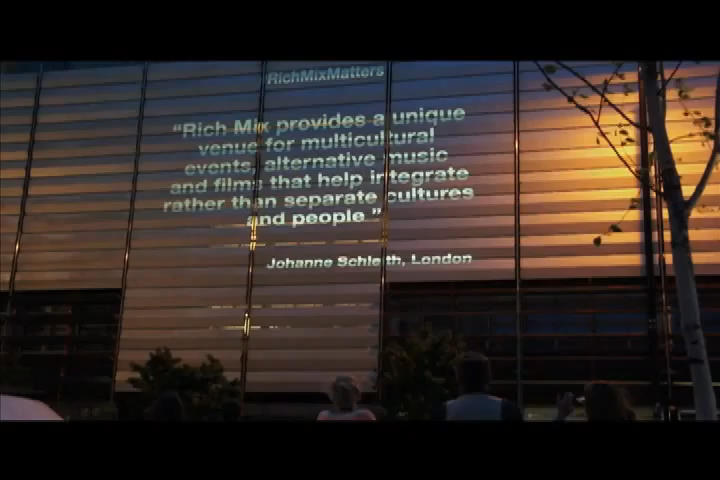 RichMixMatters
“Rich Mix provides a unique
venue for multicultural
events, alternative music
and films that help integrate
rather than separate cultures
and people.”
Johanne Schleith, London